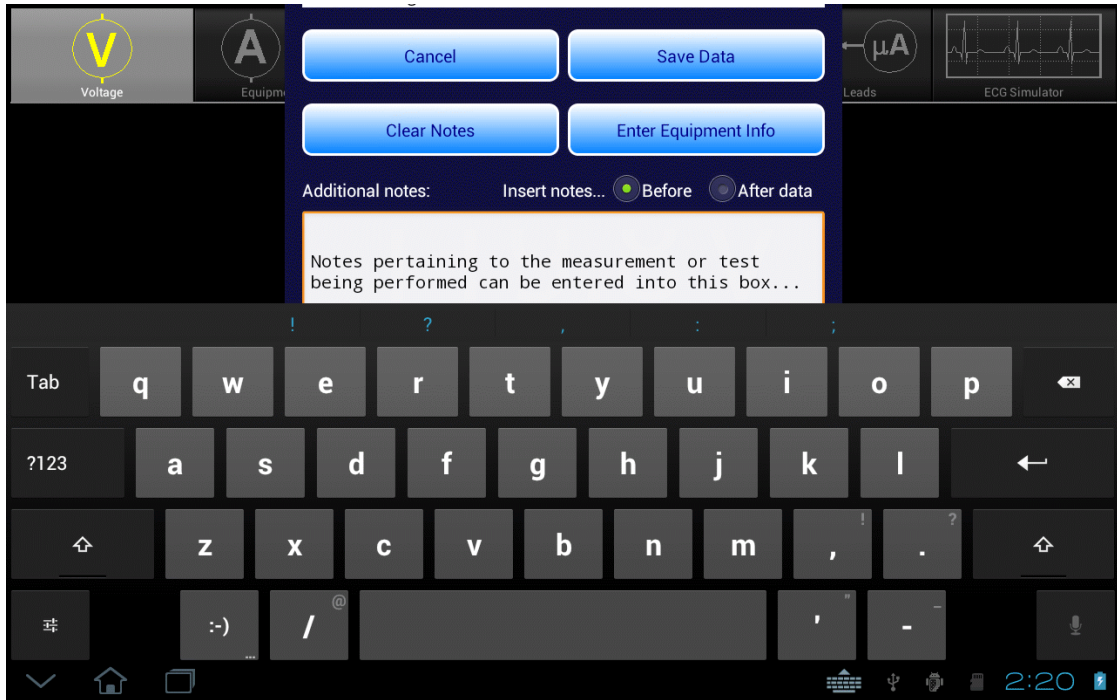 V
A
µA
Voltage
Equipm
Leads
ECG Simulator
Cancel
Save Data
Clear Notes
Enter Equipment Info
Additional notes:
Insert notes...
Before
After data
Notes pertaining to the measurement or test
being performed can be entered into this box...
! ? , : ;
Tab q w e r t y u i o p
?123 a s d f g h j k l
z x c v b n m , ! . ?
:-) ... / @ ' " - _
2:20